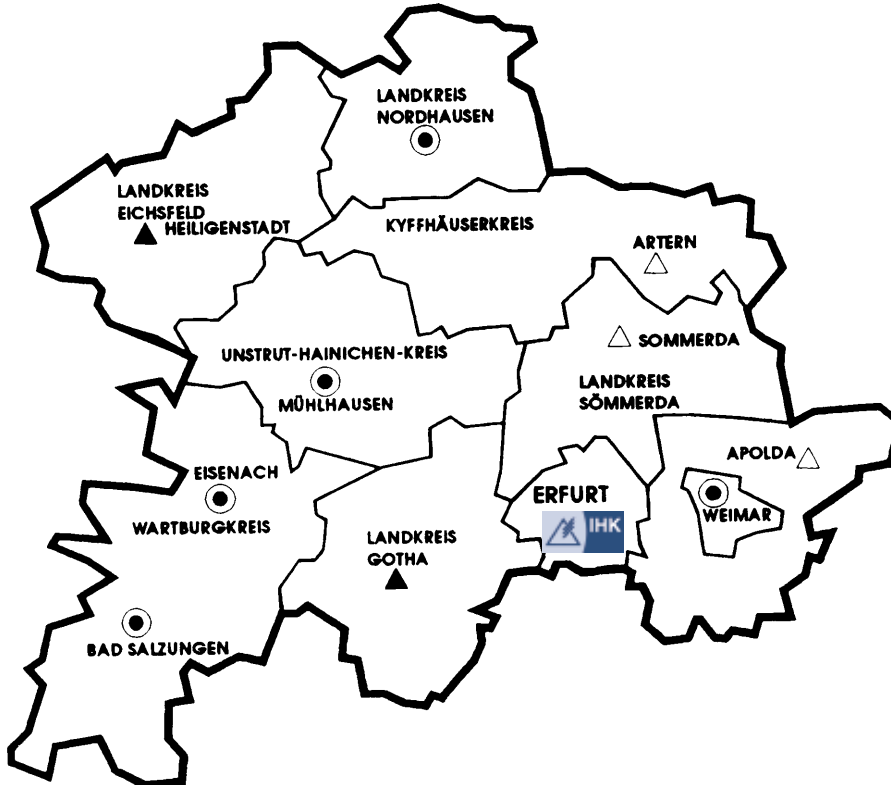 LANDKREIS
NORDHAUSEN
LANDKREIS
EICHSFELD
HEILIGENSTADT
KYFFHÄUSERKREIS
ARTERN
UNSTRUT-HAINICHEN-KREIS
MÜHLHAUSEN
SOMMERDA
LANDKREIS
SÖMMERDA
APOLDA
EISENACH
WARTBURGKREIS
ERFURT
IHK
WEIMAR
LANDKREIS
GOTHA
BAD SALZUNGEN